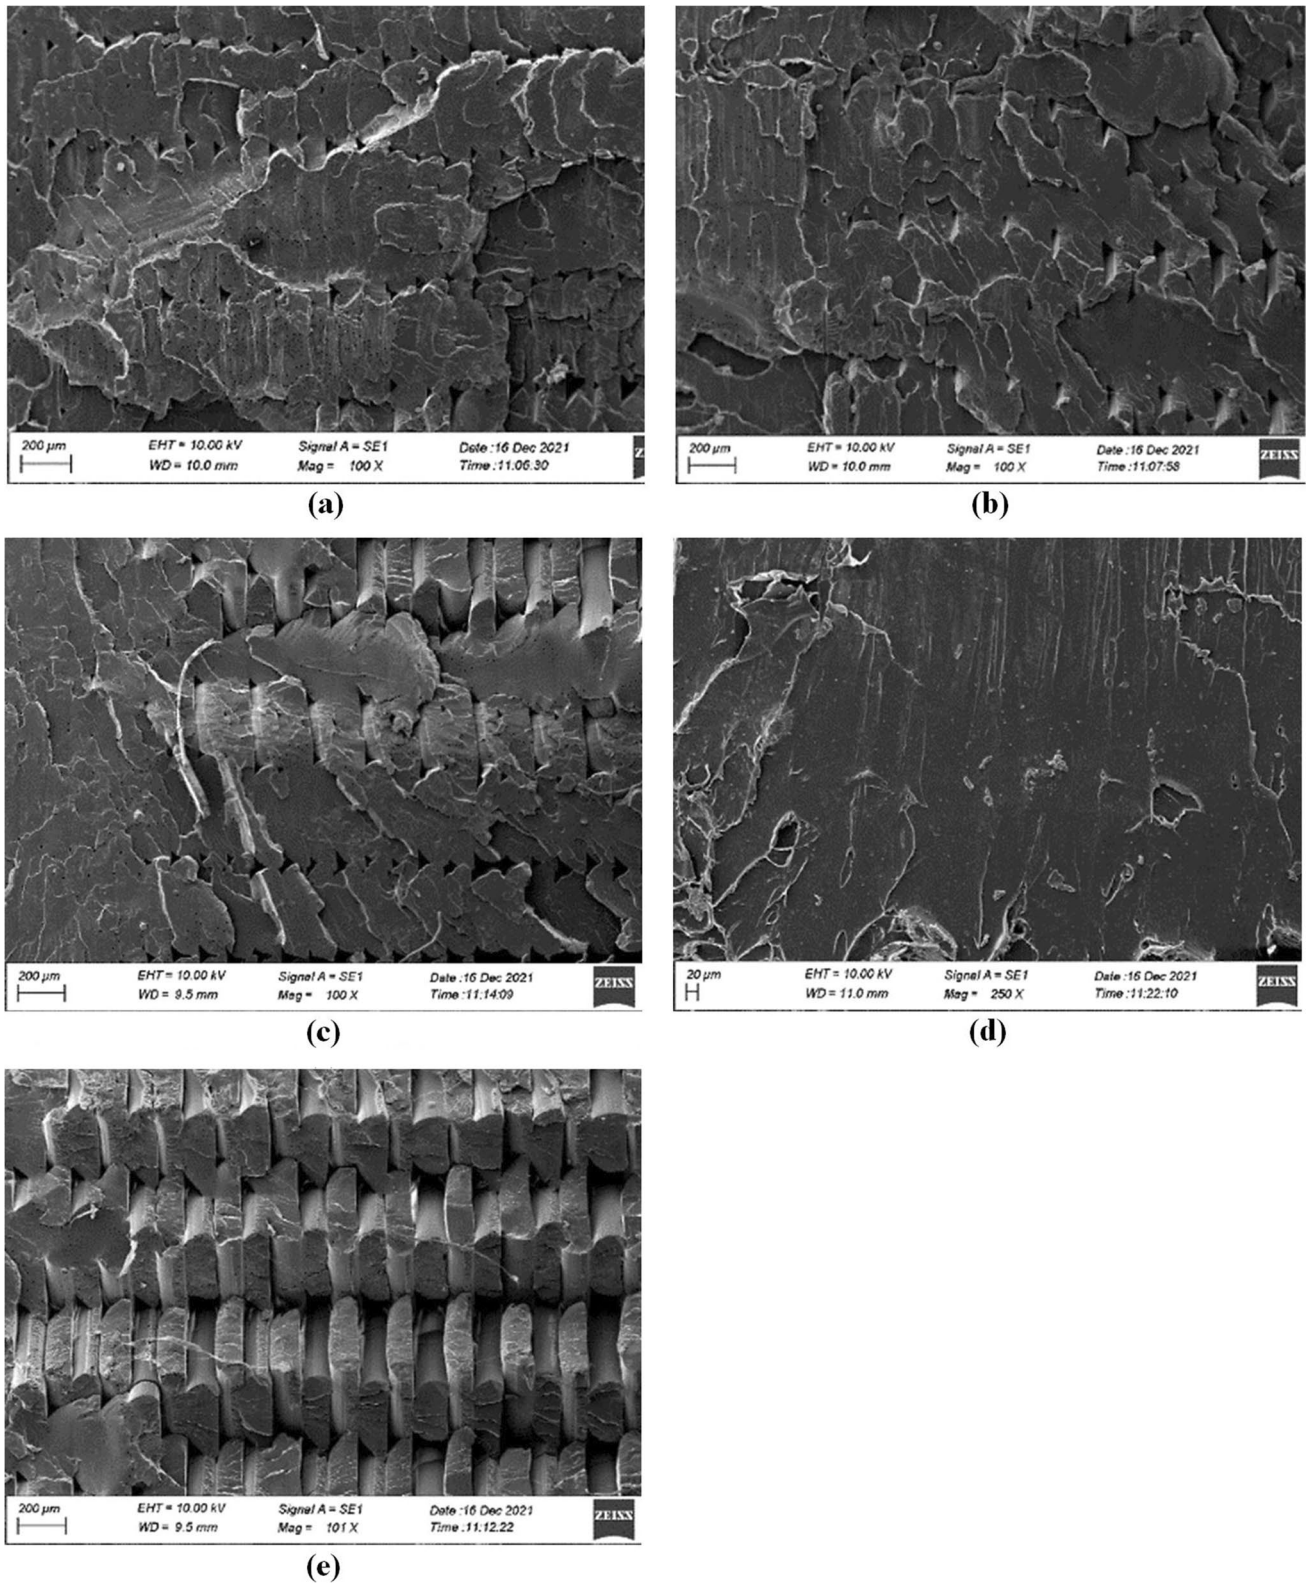 200 µm EHT = 10.00 kV Signal A = SE1 Date :16 Dec 2021
WD = 10.0 mm Mag = 100 X Time :11:06:30
(a)
200 µm EHT = 10.00 kV Signal A = SE1 Date :16 Dec 2021 ZEISS
WD = 10.0 mm Mag = 100 X Time :11:07:58
(b)
200 µm EHT = 10.00 kV Signal A = SE1 Date :16 Dec 2021 ZEISS
WD = 9.5 mm Mag = 100 X Time :11:14:09
(c)
20 µm EHT = 10.00 kV Signal A = SE1 Date :16 Dec 2021 ZEISS
WD = 11.0 mm Mag = 250 X Time :11:22:10
(d)
200 µm EHT = 10.00 kV Signal A = SE1 Date :16 Dec 2021 ZEISS
WD = 9.5 mm Mag = 101 X Time :11:12:22
(e)